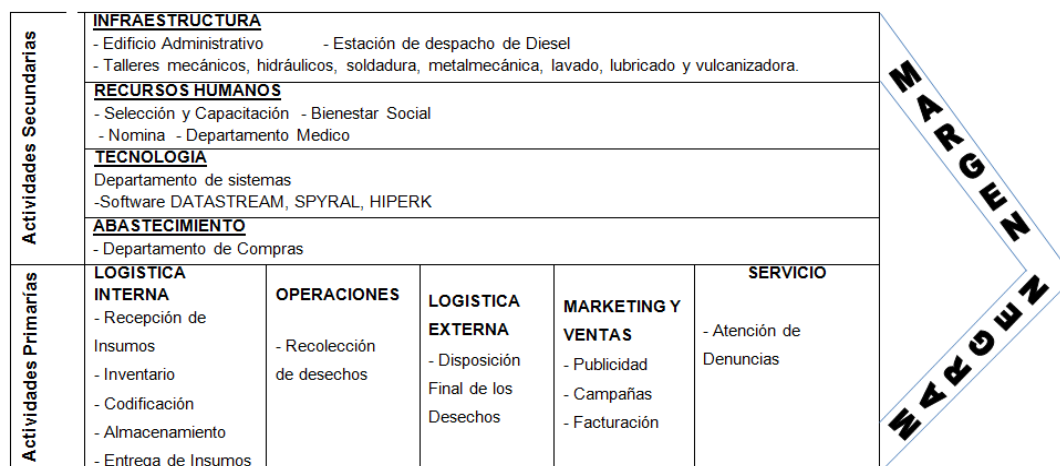 Actividades Secundarias
INFRAESTRUCTURA
- Edificio Administrativo - Estación de despacho de Diesel
- Talleres mecánicos, hidráulicos, soldadura, metalmecánica, lavado, lubricado y vulcanizadora.
RECURSOS HUMANOS
- Selección y Capacitación - Bienestar Social
- Nomina - Departamento Medico
TECNOLOGIA
Departamento de sistemas
-Software DATASTREAM, SPYRAL, HIPERK
ABASTECIMIENTO
- Departamento de Compras
Actividades Primarías
LOGISTICA
INTERNA
- Recepción de
Insumos
- Inventario
- Codificación
- Almacenamiento
- Entrega de Insumos
OPERACIONES
- Recolección
de desechos
LOGISTICA
EXTERNA
- Disposición
Final de los
Desechos
MARKETING Y
VENTAS
- Publicidad
- Campañas
- Facturación
SERVICIO
- Atención de
Denuncias
MARGEN
MARGEN